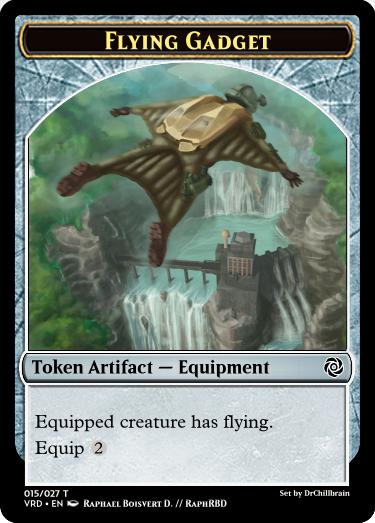 Flying Gadget
Token Artifact — Equipment
Equipped creature has flying.
Equip 2
015/027 T
Set by DrChillbrain
VRD • EN Raphael Boisvert D. // RaphRBD